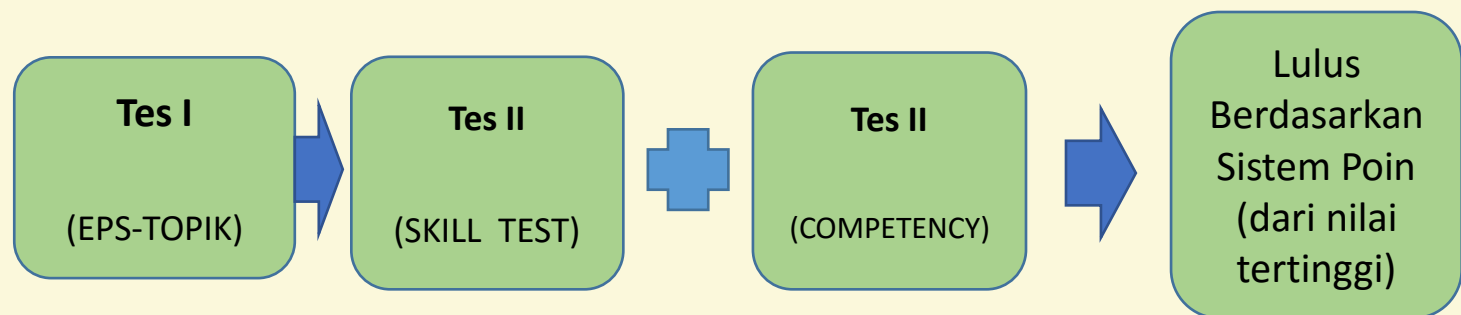 Tes I
(EPS-TOPIK)
Tes II
(SKILL TEST)
Tes II
(COMPETENCY)
Lulus
Berdasarkan
Sistem Poin
(dari nilai
tertinggi)